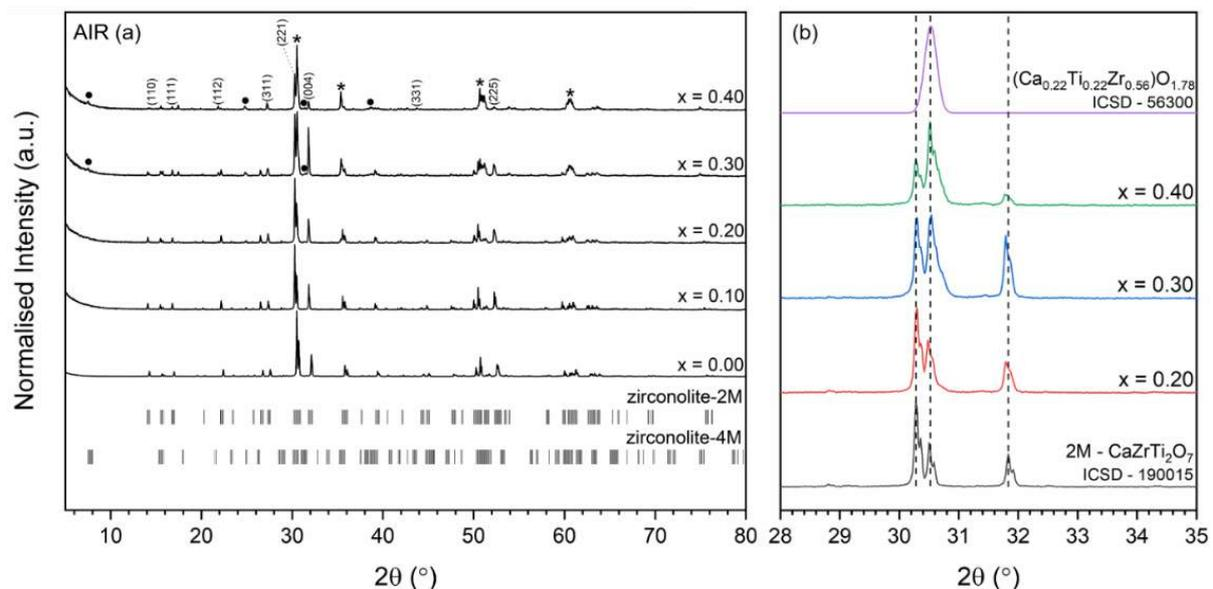 AIR (a)
(221)
*
(110)
(111)
(112)
(311)
(004)
*
(331)
*
(225)
*
x = 0.40
x = 0.30
x = 0.20
x = 0.10
x = 0.00
zirconolite-2M
zirconolite-4M
Normalised Intensity (a.u.)
10 20 30 40 50 60 70 80
2θ (°)
(b)
(Ca0.22Ti0.22Zr0.56)O1.78
ICSD - 56300
x = 0.40
x = 0.30
x = 0.20
2M - CaZrTi2O7
ICSD - 190015
28 29 30 31 32 33 34 35
2θ (°)